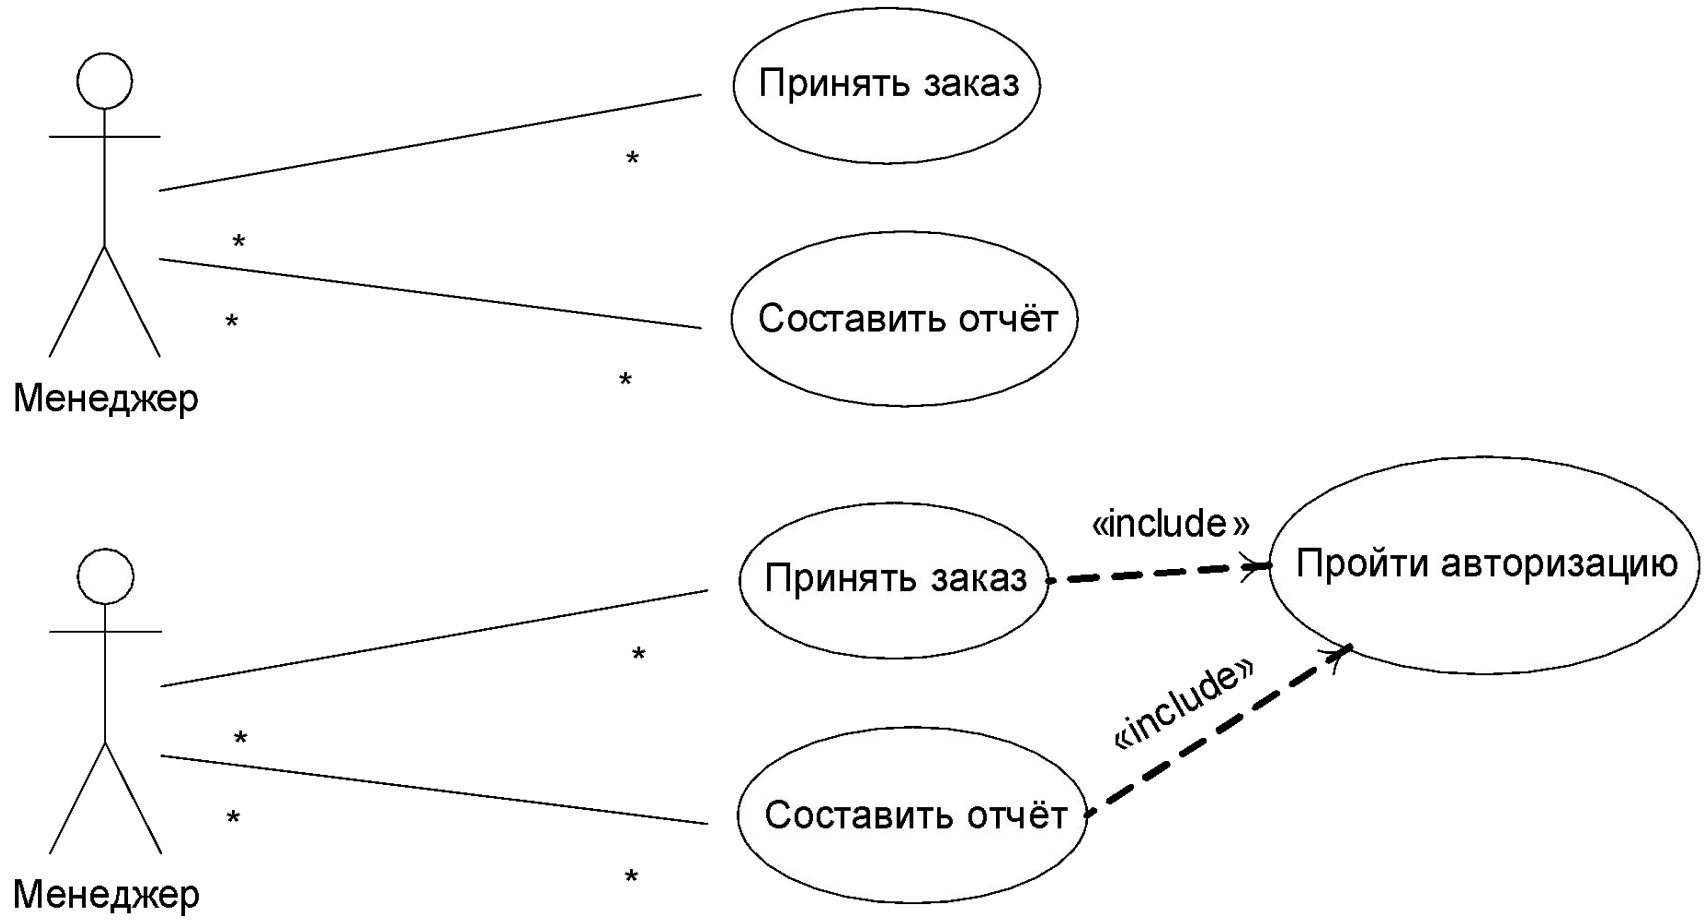 Принять заказ
*
*
Составить отчёт
*
*
Менеджер
«include»
Пройти авторизацию
Принять заказ
*
«include»
*
Составить отчёт
*
*
Менеджер